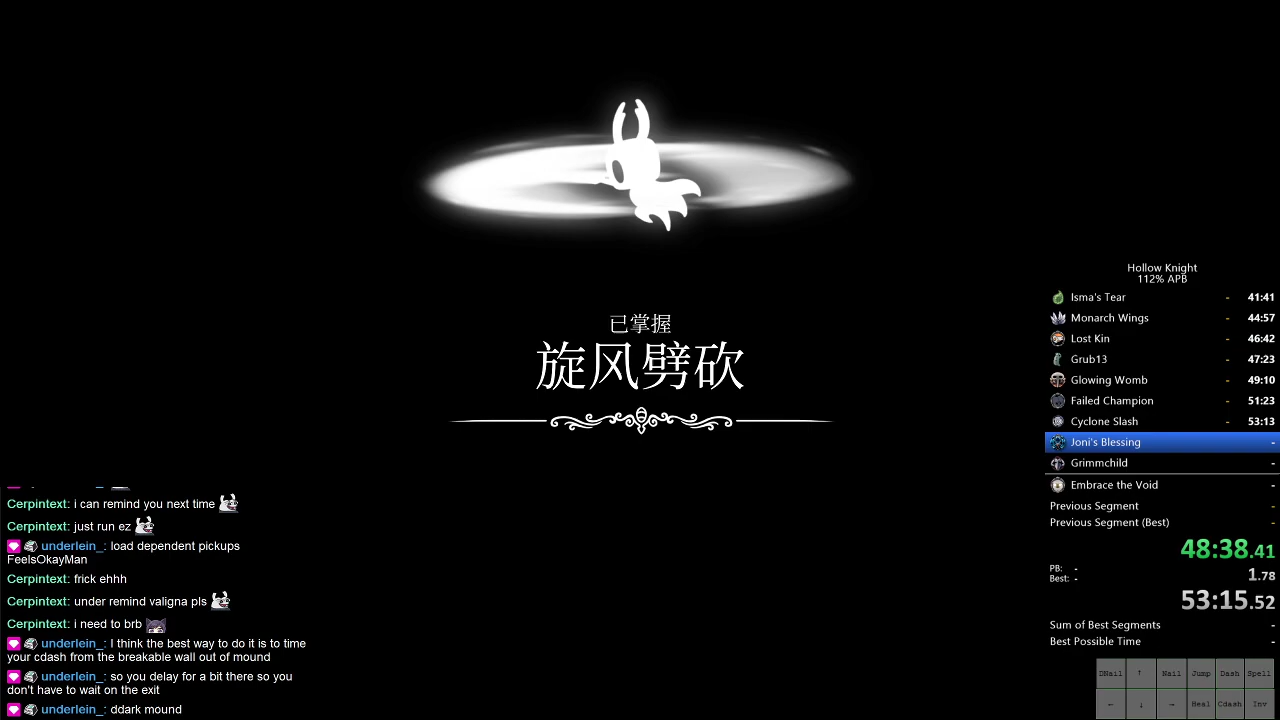 已掌握
旋风劈砍
Cerpintext: i can remind you next time
Cerpintext: just run ez
underlein_: load dependent pickups
FeelsOkayMan
Cerpintext: frick ehhh
Cerpintext: under remind valigna pls
Cerpintext: i need to brb
underlein_: I think the best way to do it is to time
your cdash from the breakable wall out of mound
underlein_: so you delay for a bit there so you
don't have to wait on the exit
underlein_: ddark mound
Hollow Knight
112% APB
Isma's Tear - 41:41
Monarch Wings - 44:57
Lost Kin - 46:42
Grub13 - 47:23
Glowing Womb - 49:10
Failed Champion - 51:23
Cyclone Slash - 53:13
Joni's Blessing -
Grimmchild -
Embrace the Void -
Previous Segment -
Previous Segment (Best) -
48:38.41
PB: - 1.78
Best: -
53:15.52
Sum of Best Segments -
Best Possible Time -
DNail ↑ Nail Jump Dash Spell
← ↓ → Heal Cdash Inv